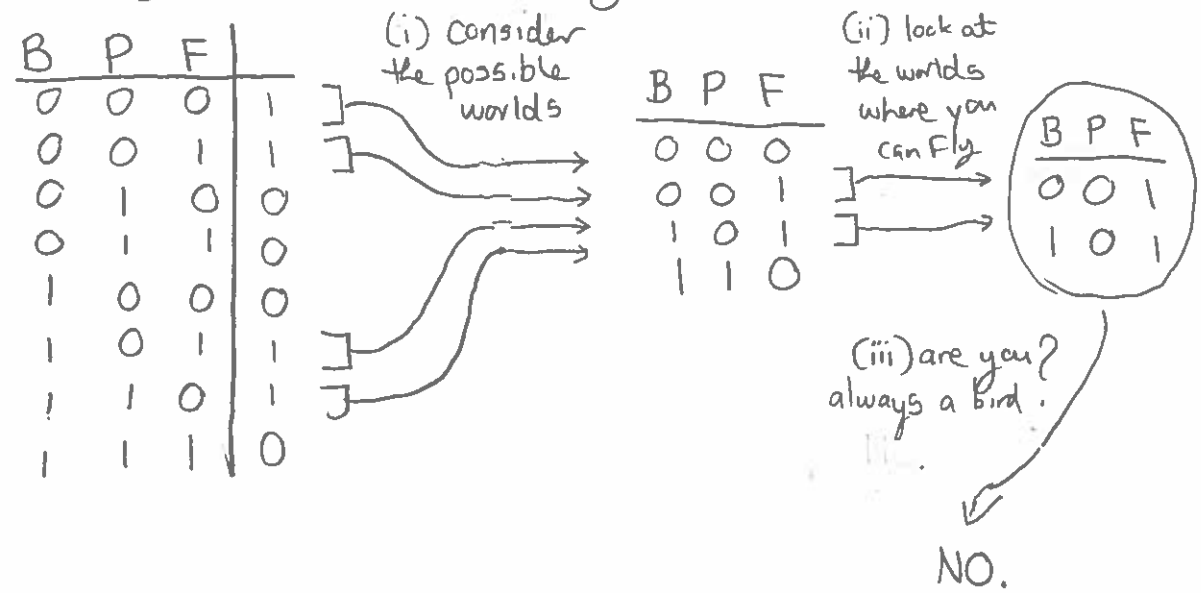 (i) consider
the possible
worlds
(ii) look at
the worlds
where you
can Fly
B P F
0 0 0 1
0 0 1 1
0 1 0 0
0 1 1 0
1 0 0 0
1 0 1 1
1 1 0 1
1 1 1 0
B P F
0 0 0
0 0 1
1 0 1
1 1 0
B P F
0 0 1
1 0 1
(iii) are you?
always a bird.
NO.